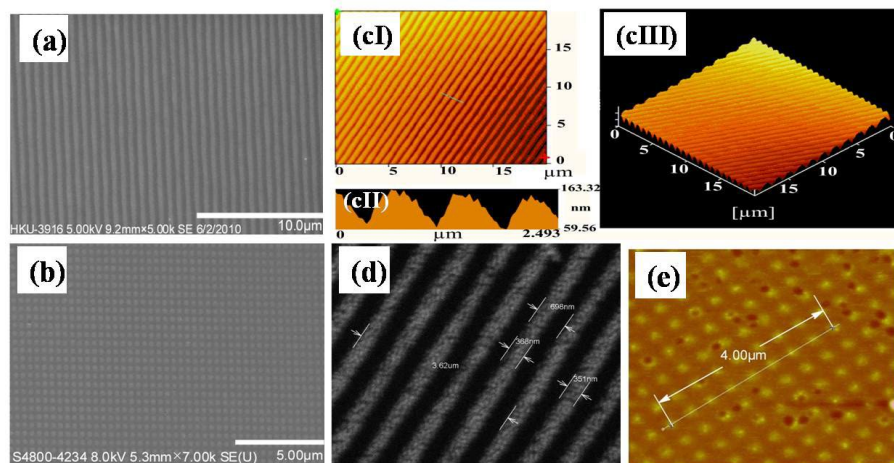 (a)
10.0μm
HKU-3916 5.00kV 9.2mm×5.00k SE 6/2/2010
(cI)
15
10
5
0
0 5 10 15
μm
(cII)
163.32
nm
59.56
0 μm 2.493
(cIII)
0 5 10 15
15 10 5 0
[μm]
(b)
S4800-4234 8.0kV 5.3mm×7.00k SE(U) 5.00μm
(d)
698nm
368nm
3.62um
351nm
(e)
4.00μm